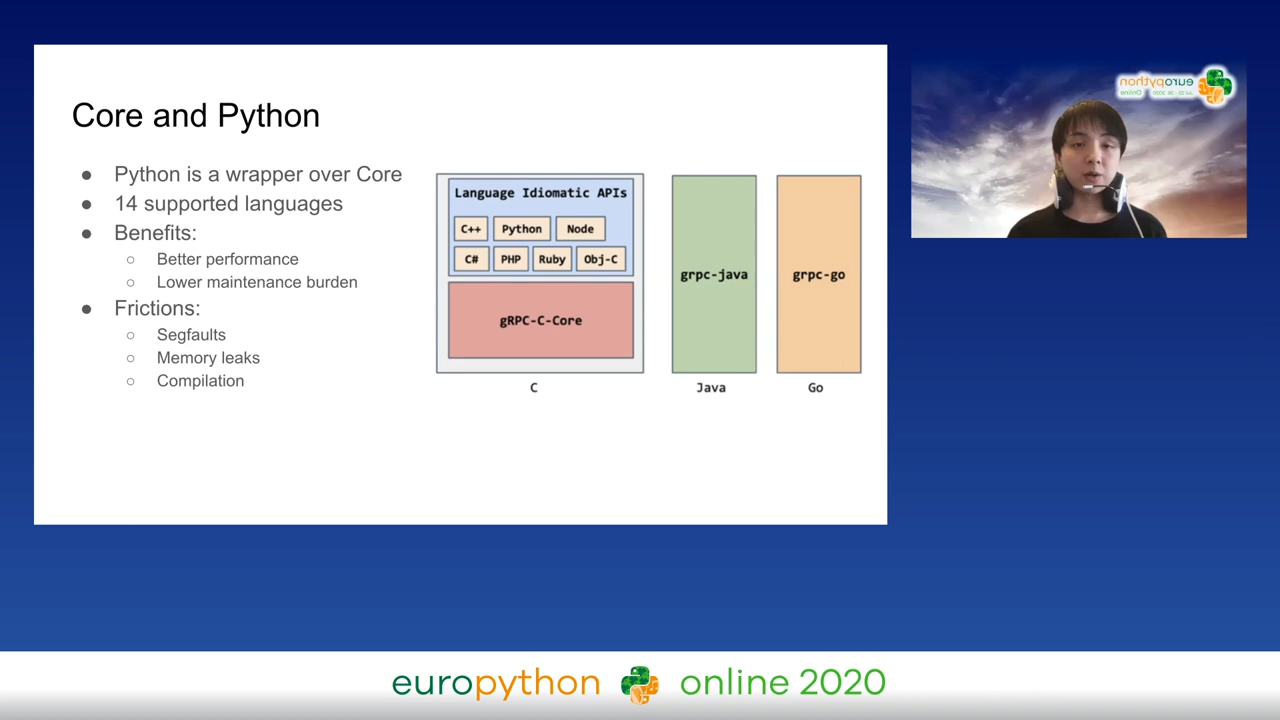 Core and Python
● Python is a wrapper over Core
● 14 supported languages
● Benefits:
○ Better performance
○ Lower maintenance burden
● Frictions:
○ Segfaults
○ Memory leaks
○ Compilation
Language Idiomatic APIs
C++ Python Node
C# PHP Ruby Obj-C
gRPC-C-Core
C
grpc-java
Java
grpc-go
Go
europython
europython online 2020